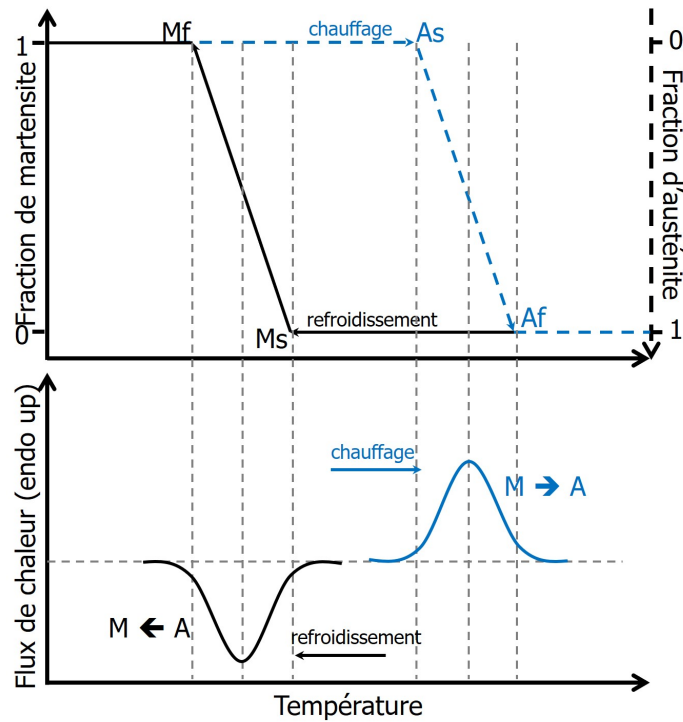 Mf
chauffage
As
1
0
Fraction de martensite
Fraction d'austénite
refroidissement
Af
0
Ms
1
Flux de chaleur (endo up)
chauffage
M → A
M ← A
refroidissement
Température